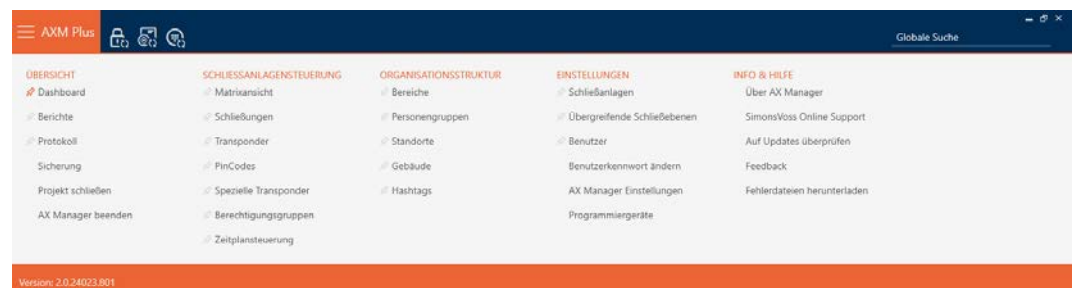 AXM Plus
Globale Suche
ÜBERSICHT
Dashboard
Berichte
Protokoll
Sicherung
Projekt schließen
AX Manager beenden
SCHLIESSANLAGENSTEUERUNG
Matrixansicht
Schließungen
Transponder
PinCodes
Spezielle Transponder
Berechtigungsgruppen
Zeitplansteuerung
ORGANISATIONSSTRUKTUR
Bereiche
Personengruppen
Standorte
Gebäude
Hashtags
EINSTELLUNGEN
Schließanlagen
Übergreifende Schließebenen
Benutzer
Benutzerkennwort ändern
AX Manager Einstellungen
Programmiergeräte
INFO & HILFE
Über AX Manager
SimonsVoss Online Support
Auf Updates überprüfen
Feedback
Fehlerdateien herunterladen
Version: 2.0.24023.801